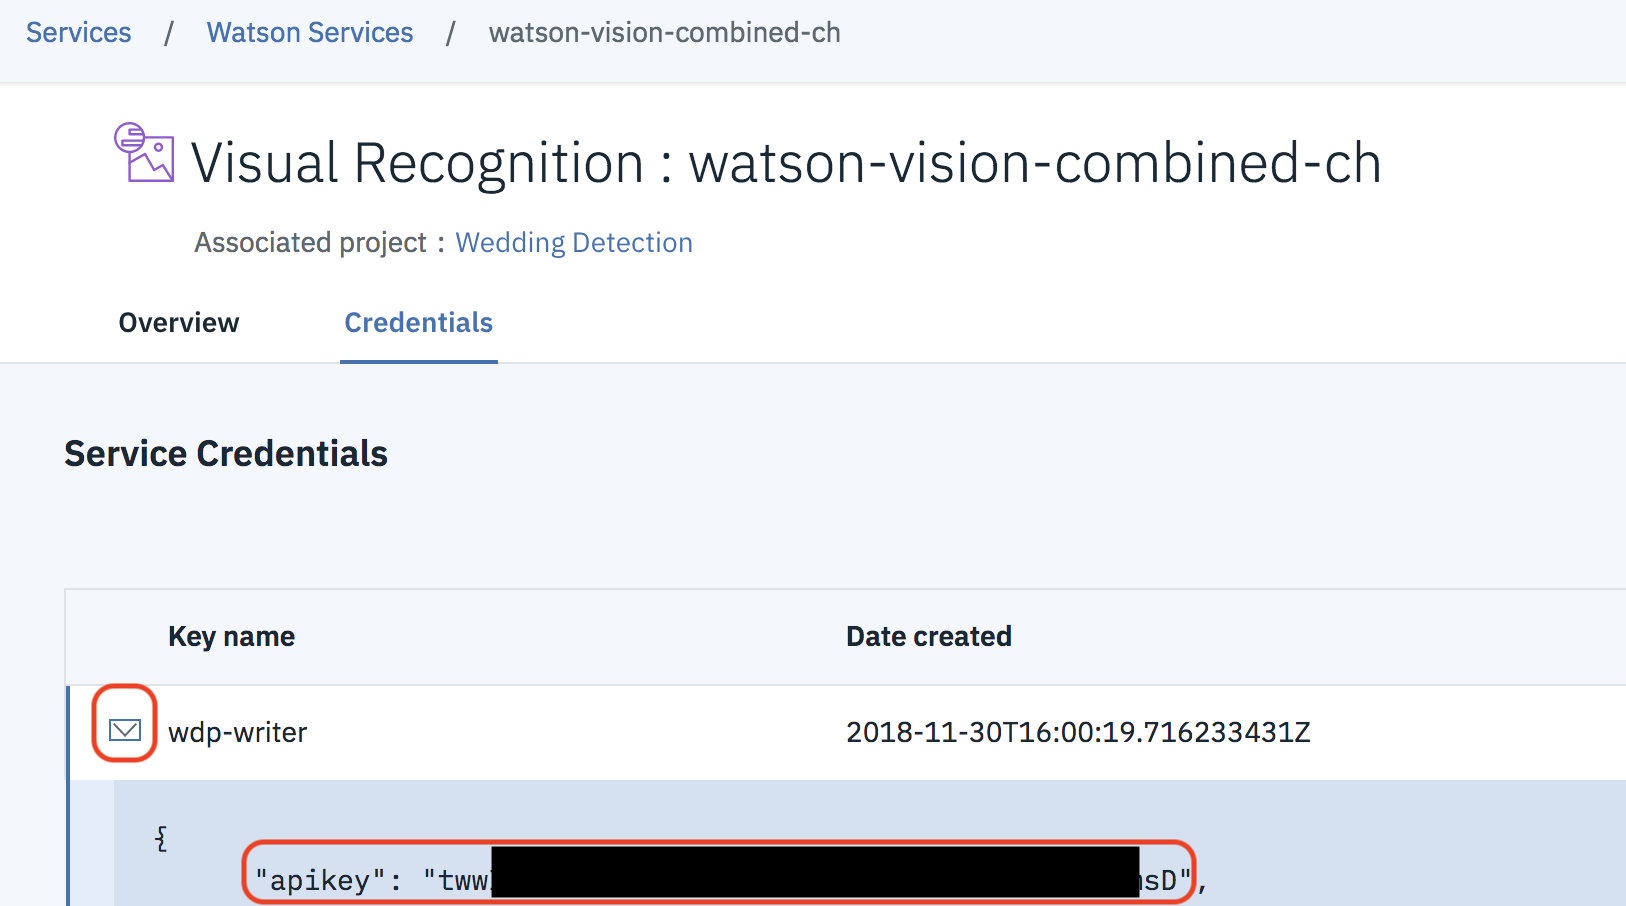 Services / Watson Services / watson-vision-combined-ch
Visual Recognition : watson-vision-combined-ch
Associated project : Wedding Detection
Overview Credentials
Service Credentials
Key name Date created
wdp-writer 2018-11-30T16:00:19.716233431Z
{
"apikey": "tww sD",